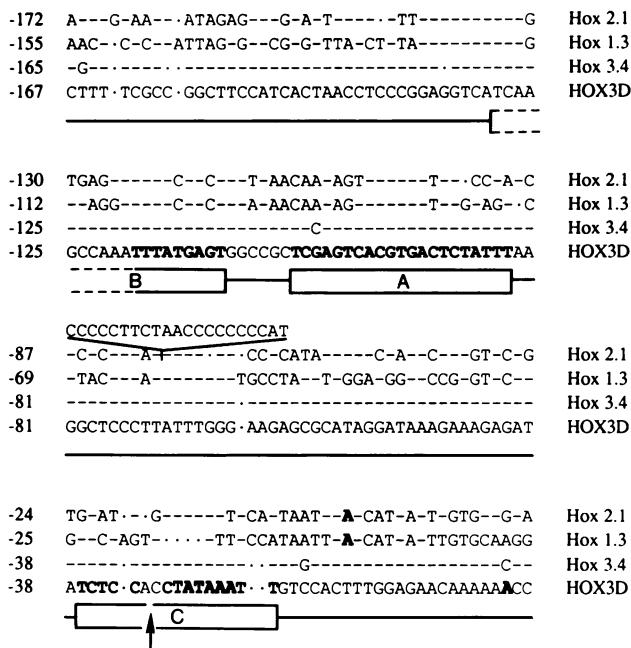 -172 A---G-AA--·ATAGAG--G-A-T-----·--TT----·------G Hox 2.1
-155 AAC-·C-C--ATTAG-G--CG-G-TTA-CT-TA---------G Hox 1.3
-165 -G-----·-----··---------------------------- Hox 3.4
-167 CTTT·TCGCC·GGCTTCCATCACTAACCTCCCGGAGGTCATCAA HOX3D
-130 TGAG------C--C---T-AACAA-AGT------T--·CC-A-C Hox 2.1
-112 --AGG-----C--C---A-AACAAA-AG------T--G-AG-·C Hox 1.3
-125 -----------------------C-------------------- Hox 3.4
-125 GCCAAATTTATGAGTGGCCGCTCGAGTCACGTGACTCTATTTAA HOX3D
B A
CCCCCTTCTAACCCCCCCCAT
-87 -C-C---A-T------·--CC-CATA-----C-A--C---GT-C-G Hox 2.1
-69 -TAC---A--------TGCCTA--T-GGA-GG--CCG-GT-C-- Hox 1.3
-81 ----------------·--------------------------- Hox 3.4
-81 GGCTCCCTTATTTGGG·AAGAGCGCATAGGATAAAGAAAGAGAT HOX3D
-24 TG-AT·--·G------T-CA-TAAT--A-CAT-A-T-GTG--G-A Hox 2.1
-25 G--C-AGT----·····TT-CCATAATT-A-CAT-A-TTGTGCAAGG Hox 1.3
-38 -----·-----------··---G-----------------C-- Hox 3.4
-38 ATCTC·CACCTATAAAT··TGTCCACTTTGGAGAACAAAAAACC HOX3D
C